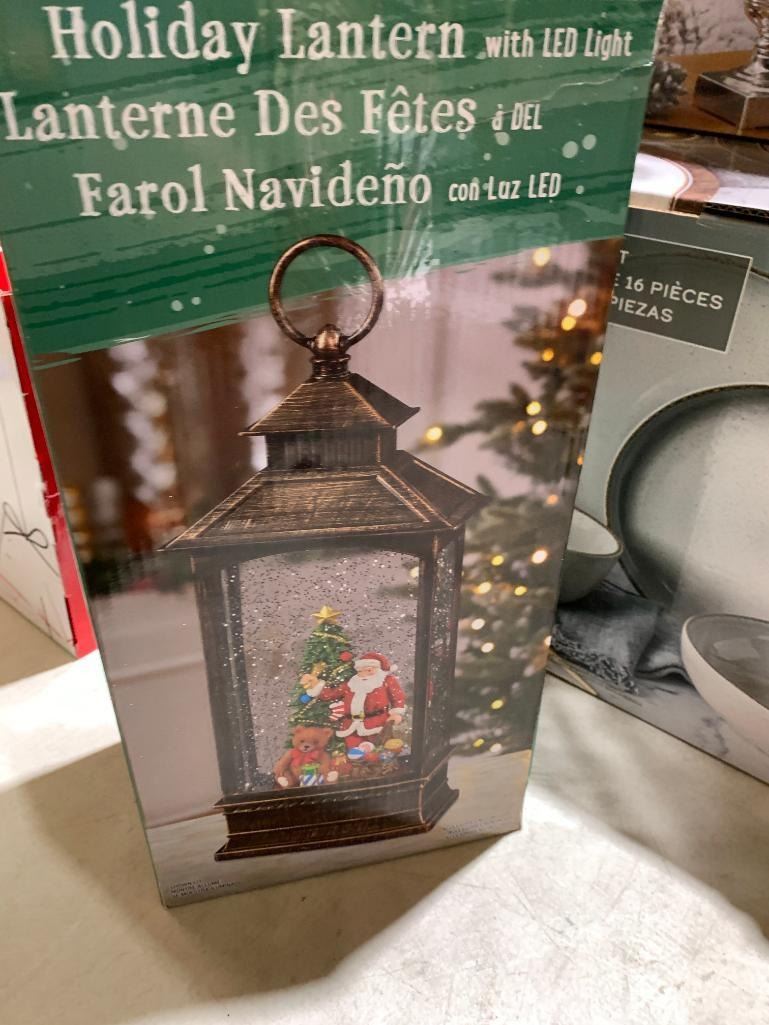 Holiday Lantern with LED Light
Lanterne Des Fêtes à DEL
Farol Navideño con Luz LED
16 PIÈCES
PIEZAS